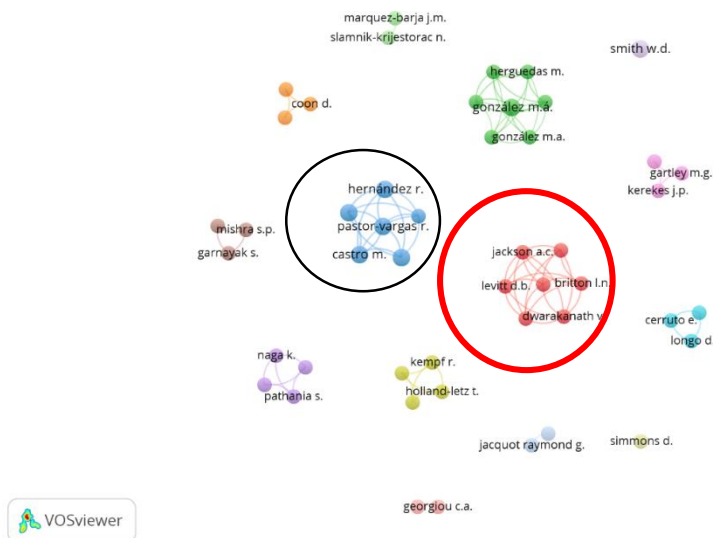 marquez-barja j.m.
slamnik-krijestorac n.
smith w.d.
herguedas m.
coon d.
gonzález m.á.
gonzález m.a.
gartley m.g.
kerekes j.p.
hernández r.
pastor-vargas r.
castro m.
mishra s.p.
garnayak s.
jackson a.c.
levitt d.b.
britton l.n.
dwarakanath v.
cerruto e.
longo d.
naga k.
pathania s.
kempf r.
holland-letz t.
jacquot raymond g.
simmons d.
georgiou c.a.
VOSviewer